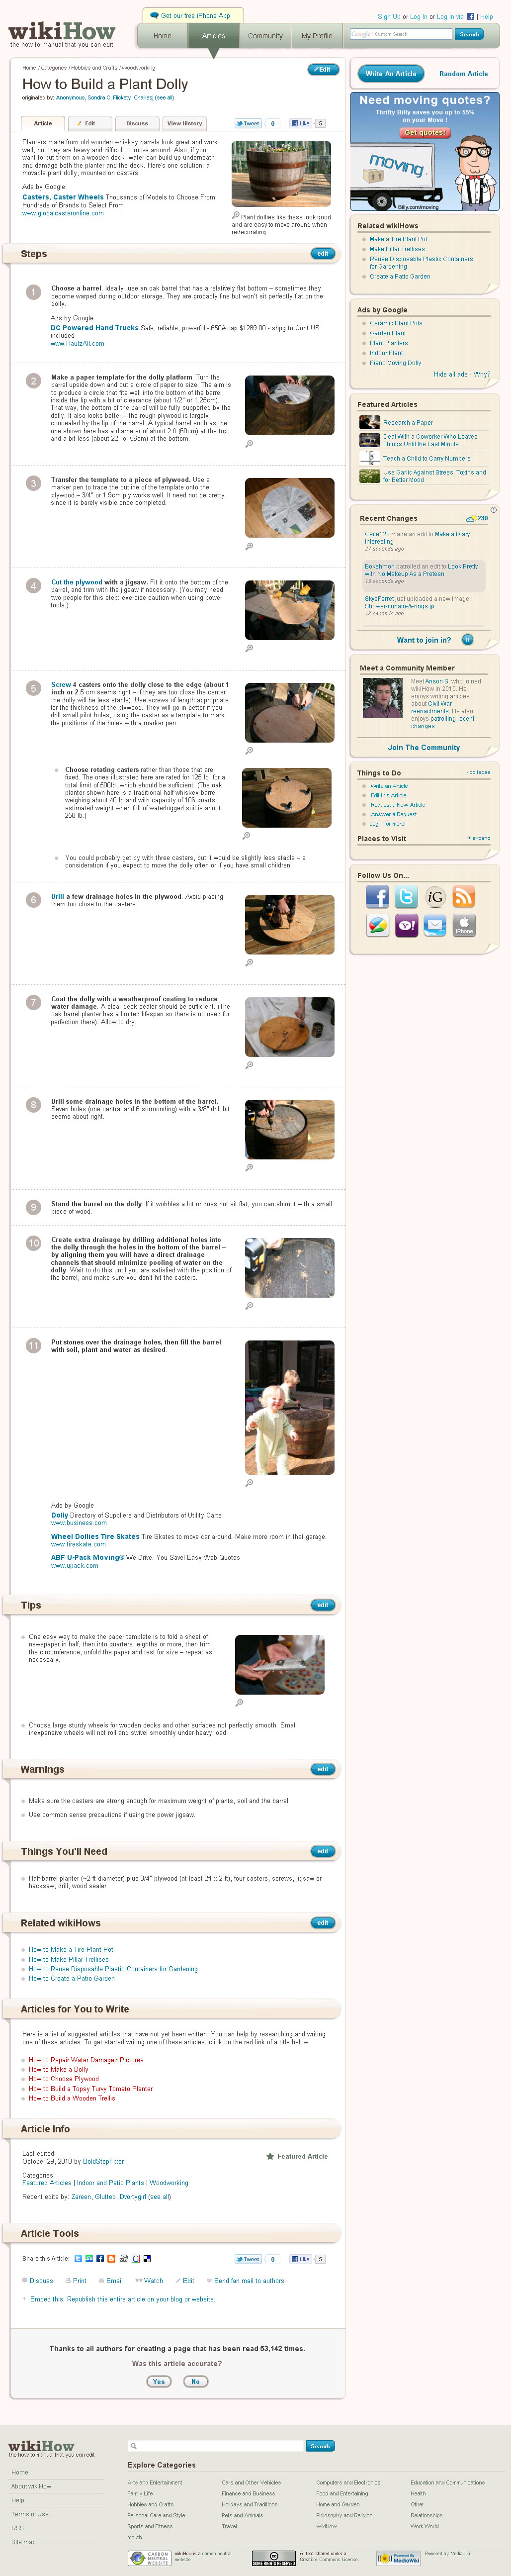 wikiHow
the how to manual that you can edit
Get our free iPhone App
Home
Articles
Community
My Profile
Sign Up or Log In or Log In via | Help
Google™ Custom Search
Search
Home / Categories / Hobbies and Crafts / Woodworking
How to Build a Plant Dolly
Edit
originated by: Anonymous, Sondra C, Flickety, Charlesj (see all)
Article
Edit
Discuss
View History
Tweet 0
Like 5
Planters made from old wooden whiskey barrels look great and work
well, but they are heavy and difficult to move around. Also, if you
want to put them on a wooden deck, water can build up underneath
and damage both the planter and the deck. Here's a solution: a
movable plant dolly, mounted on casters.
Ads by Google
Casters, Caster Wheels Thousands of Models to Choose From
Hundreds of Brands to Select From
www.globalcasteronline.com
Plant dollies like these look good
and are easy to move around when
redecorating.
Steps
edit
1
Choose a barrel. Ideally, use an oak barrel that has a relatively flat bottom – sometimes they
become warped during outdoor storage. They are probably fine but won't sit perfectly flat on the
dolly.
Ads by Google
DC Powered Hand Trucks Safe, reliable, powerful - 650# cap $1289.00 - shpg to Cont US
included
www.HaulzAll.com
2
Make a paper template for the dolly platform. Turn the
barrel upside down and cut a circle of paper to size. The aim is
to produce a circle that fits well into the bottom of the barrel,
inside the lip with a bit of clearance (about 1/2" or 1.25cm).
That way, the bottom of the barrel will be fully supported by the
dolly. It also looks better – the rough plywood is largely
concealed by the lip of the barrel. A typical barrel used as a
planter is two feet in diameter (about 2 ft (60cm) at the top,
and a bit less (about 22" or 56cm) at the bottom.
3
Transfer the template to a piece of plywood. Use a
marker pen to trace the outline of the template onto the
plywood – 3/4" or 1.9cm ply works well. It need not be pretty,
since it is barely visible once completed.
4
Cut the plywood with a jigsaw. Fit it onto the bottom of the
barrel, and trim with the jigsaw if necessary. (You may need
two people for this step: exercise caution when using power
tools.)
5
Screw 4 casters onto the dolly close to the edge (about 1
inch or 2.5 cm seems right – if they are too close the center,
the dolly will be less stable). Use screws of length appropriate
for the thickness of the platform. You may find it easier if you
drill small pilot holes, using the caster as a template to mark
the positions of the holes with a marker pen.
Choose rotating casters rather than those that are
fixed. The ones illustrated here are rated for 125 lb, for a
total limit of 500lb, which should be sufficient. (The oak
planter shown here is a traditional half whiskey barrel
weighing about 40 lb and with capacity of 106 quarts;
estimated weight when full of waterlogged soil is about
250 lb.)
You could probably get by with three casters, but it would be slightly less stable – a
consideration if you expect to move the dolly often or if you have small children.
6
Drill a few drainage holes in the plywood. Avoid placing
them too close to the casters.
7
Coat the dolly with a weatherproof coating to reduce
water damage. A clear deck sealer should be sufficient. (The
oak barrel planter has a limited lifespan so there is no need for
perfection there). Allow to dry.
8
Drill some drainage holes in the bottom of the barrel.
Seven holes (one central and 6 surrounding) with a 3/8" drill bit
seems about right.
9
Stand the barrel on the dolly. If it wobbles a lot or does not sit flat, you can shim it with a small
piece of wood.
10
Create extra drainage by drilling additional holes into
the dolly through the holes in the bottom of the barrel –
by aligning them you will have a direct drainage
channels that should minimize pooling of water on the
dolly. Wait to do this until you are satisfied with the position of
the barrel, and make sure you don't hit the casters.
11
Put stones over the drainage holes, then fill the barrel
with soil, plant and water as desired.
Ads by Google
Dolly Directory of Suppliers and Distributors of Utility Carts
www.business.com
Wheel Dollies Tire Skates Tire Skates to move car around. Make more room in that garage.
www.tireskate.com
ABF U-Pack Moving® We Drive. You Save! Easy Web Quotes
www.upack.com
Tips
edit
One easy way to make the paper template is to fold a sheet of
newspaper in half, then into quarters, eighths or more, then trim
the circumference, unfold the paper and test for size – repeat as
necessary.
Choose large sturdy wheels for wooden decks and other surfaces not perfectly smooth. Small
inexpensive wheels will not roll and swivel smoothly under heavy load.
Warnings
edit
Make sure the casters are strong enough for maximum weight of plants, soil and the barrel.
Use common sense precautions if using the power jigsaw.
Things You'll Need
edit
Half-barrel planter (~2 ft diameter) plus 3/4" plywood (at least 2ft x 2 ft), four casters, screws, jigsaw or
hacksaw, drill, wood sealer.
Related wikiHows
edit
How to Make a Tire Plant Pot
How to Make Pillar Trellises
How to Reuse Disposable Plastic Containers for Gardening
How to Create a Patio Garden
Articles for You to Write
Here is a list of suggested articles that have not yet been written. You can help by researching and writing
one of these articles. To get started writing one of these articles, click on the red link of a title below.
How to Repair Water Damaged Pictures
How to Make a Dolly
How to Choose Plywood
How to Build a Topsy Turvy Tomato Planter
How to Build a Wooden Trellis
Article Info
Last edited:
October 29, 2010 by BoldStepFixer
Featured Article
Categories:
Featured Articles | Indoor and Patio Plants | Woodworking
Recent edits by: Zareen, Glutted, Dvortygirl (see all)
Article Tools
Share this Article:
Tweet 0
Like 5
Discuss
Print
Email
Watch
Edit
Send fan mail to authors
Embed this: Republish this entire article on your blog or website.
Thanks to all authors for creating a page that has been read 53,142 times.
Was this article accurate?
Yes
No
Write An Article
Random Article
Need moving quotes?
Thrifty Billy saves you up to 55%
on your Move !
Get quotes!
moving
Billy.com/moving
Related wikiHows
Make a Tire Plant Pot
Make Pillar Trellises
Reuse Disposable Plastic Containers
for Gardening
Create a Patio Garden
Ads by Google
Ceramic Plant Pots
Garden Plant
Plant Planters
Indoor Plant
Piano Moving Dolly
Hide all ads - Why?
Featured Articles
Research a Paper
Deal With a Coworker Who Leaves
Things Until the Last Minute
Teach a Child to Carry Numbers
Use Garlic Against Stress, Toxins and
for Better Mood
Recent Changes
230
Cece123 made an edit to Make a Diary
Interesting
21 seconds ago
Bokehmon patrolled an edit to Look Pretty
with No Makeup As a Preteen
13 seconds ago
SkyeFerret just uploaded a new image:
Shower-curtain-&-rings.jp...
12 seconds ago
Want to join in?
Meet a Community Member
Meet Anson S, who joined
wikiHow in 2010. He
enjoys writing articles
about Civil War
reenactments. He also
enjoys patrolling recent
changes.
Join The Community
Things to Do
- collapse
Write an Article
Edit this Article
Request a New Article
Answer a Request
Login for more!
Places to Visit
+ expand
Follow Us On...
iG
Y!
iPhone
wikiHow
the how to manual that you can edit
Home
About wikiHow
Help
Terms of Use
RSS
Site map
Search
Explore Categories
Arts and Entertainment
Family Life
Hobbies and Crafts
Personal Care and Style
Sports and Fitness
Youth
Cars and Other Vehicles
Finance and Business
Holidays and Traditions
Pets and Animals
Travel
Computers and Electronics
Food and Entertaining
Home and Garden
Philosophy and Religion
wikiHow
Education and Communications
Health
Other
Relationships
Work World
CARBON
NEUTRAL
WEBSITE
wikiHow is a carbon neutral
website
SOME RIGHTS RESERVED
All text shared under a
Creative Commons License.
Powered By
MediaWiki
Powered by Mediawiki.